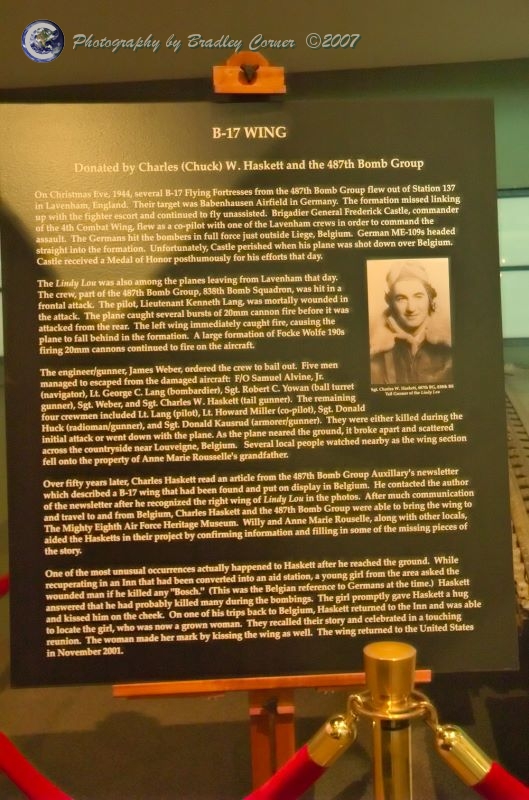 Photography by Bradley Corner ©2007
B-17 WING
Donated by Charles (Chuck) W. Haskett and the 487th Bomb Group
On Christmas Eve, 1944, several B-17 Flying Fortresses from the 487th Bomb Group flew out of Station 137
in Lavenham, England. Their target was Babenhausen Airfield in Germany. The formation missed linking
up with the fighter escort and continued to fly unassisted. Brigadier General Frederick Castle, commander
of the 4th Combat Wing, flew as a co-pilot with one of the Lavenham crews in order to command the
assault. The Germans hit the bombers in full force just outside Liege, Belgium. German ME-109s headed
straight into the formation. Unfortunately, Castle perished when his plane was shot down over Belgium.
Castle received a Medal of Honor posthumously for his efforts that day.
The Lindy Lou was also among the planes leaving from Lavenham that day.
The crew, part of the 487th Bomb Group, 838th Bomb Squadron, was hit in a
frontal attack. The pilot, Lieutenant Kenneth Lang, was mortally wounded in
the attack. The plane caught several bursts of 20mm cannon fire before it was
attacked from the rear. The left wing immediately caught fire, causing the
plane to fall behind in the formation. A large formation of Focke Wolfe 190s
firing 20mm cannons continued to fire on the aircraft.
Sgt. Charles W. Haskett, 487th BG, 838th BS
Tail Gunner of the Lindy Lou
The engineer/gunner, James Weber, ordered the crew to bail out. Five men
managed to escaped from the damaged aircraft: F/O Samuel Alvine, Jr.
(navigator), Lt. George C. Lang (bombardier), Sgt. Robert C. Yowan (ball turret
gunner), Sgt. Weber, and Sgt. Charles W. Haskett (tail gunner). The remaining
four crewmen included Lt. Lang (pilot), Lt. Howard Miller (co-pilot), Sgt. Donald
Huck (radioman/gunner), and Sgt. Donald Kausrud (armorer/gunner). They were either killed during the
initial attack or went down with the plane. As the plane neared the ground, it broke apart and scattered
across the countryside near Louveigne, Belgium. Several local people watched nearby as the wing section
fell onto the property of Anne Marie Rousselle's grandfather.
Over fifty years later, Charles Haskett read an article from the 487th Bomb Group Auxillary's newsletter
which described a B-17 wing that had been found and put on display in Belgium. He contacted the author
of the newsletter after he recognized the right wing of Lindy Lou in the photos. After much communication
and travel to and from Belgium, Charles Haskett and the 487th Bomb Group were able to bring the wing to
The Mighty Eighth Air Force Heritage Museum. Willy and Anne Marie Rouselle, along with other locals,
aided the Hasketts in their project by confirming information and filling in some of the missing pieces of
the story.
One of the most unusual occurrences actually happened to Haskett after he reached the ground. While
recuperating in an Inn that had been converted into an aid station, a young girl from the area asked the
wounded man if he killed any "Bosch." (This was the Belgian reference to Germans at the time.) Haskett
answered that he had probably killed many during the bombings. The girl promptly gave Haskett a hug
and kissed him on the cheek. On one of his trips back to Belgium, Haskett returned to the Inn and was able
to locate the girl, who was now a grown woman. They recalled their story and celebrated in a touching
reunion. The woman made her mark by kissing the wing as well. The wing returned to the United States
in November 2001.